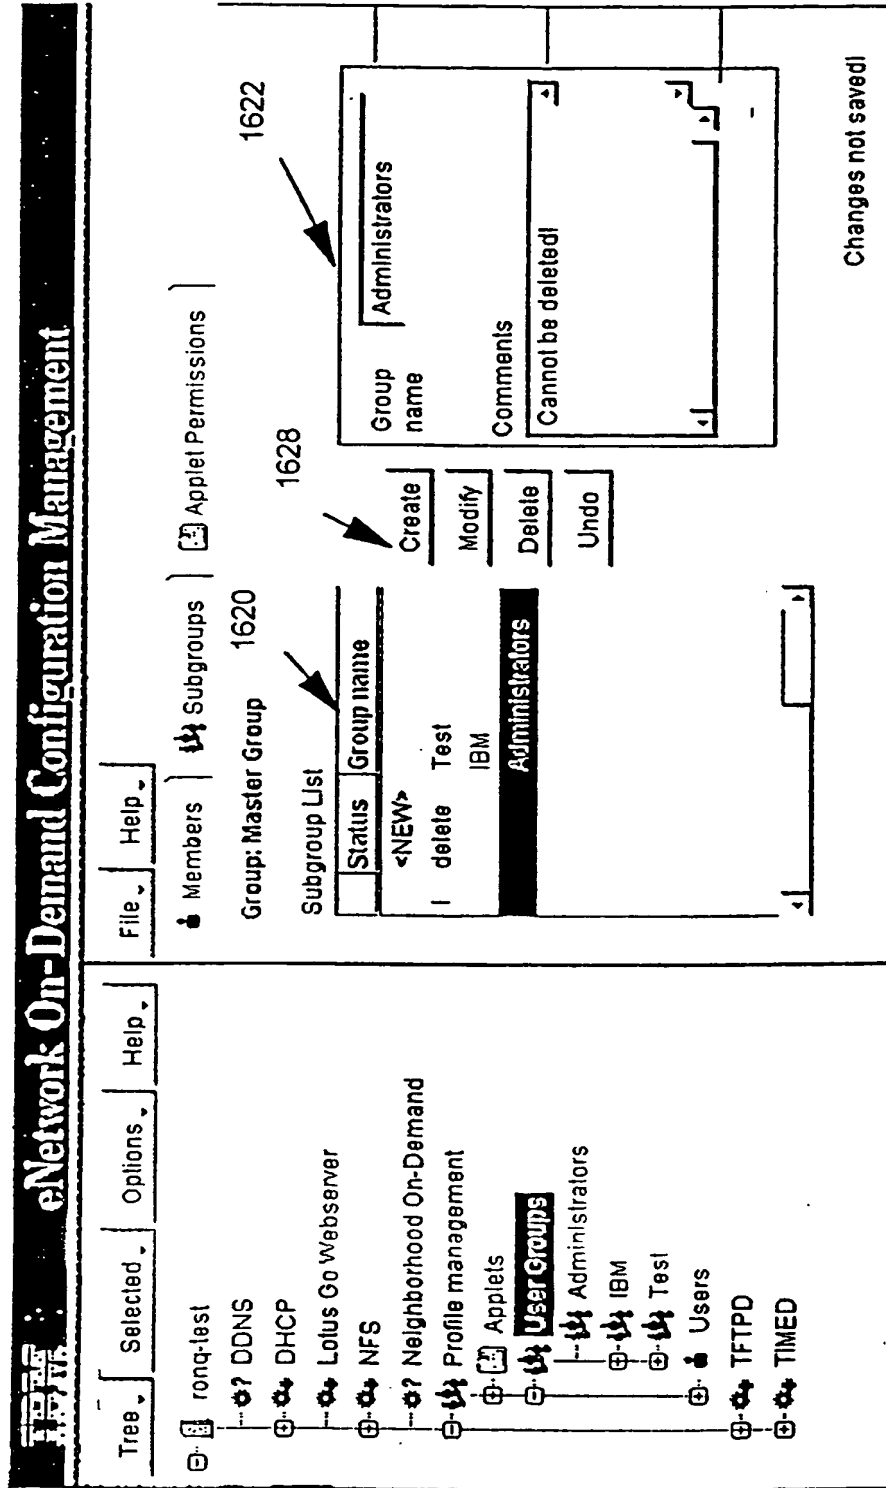 IBM
eNetwork On-Demand Configuration Management
Tree
Selected
Options
Help
ronq-test
? DDNS
DHCP
Lotus Go Webserver
NFS
? Neighborhood On-Demand
Profile management
Applets
User Groups
Administrators
IBM
Test
Users
TFTPD
TIMED
File
Help
Members
Subgroups
Applet Permissions
Group: Master Group
1620
1628
1622
Subgroup List
Status Group name
<NEW>
delete Test
IBM
Administrators
Create
Modify
Delete
Undo
Group
name
Administrators
Comments
Cannot be deleted!
Changes not saved!